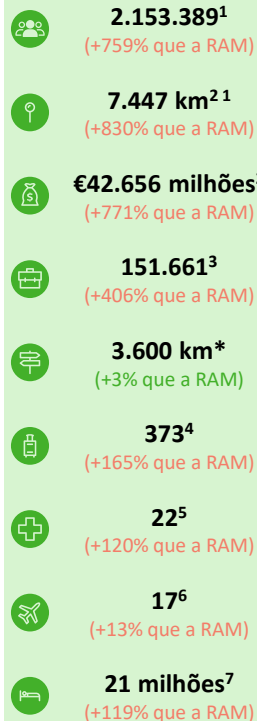 2.153.389¹
(+759% que a RAM)
7.447 km² ¹
(+830% que a RAM)
€42.656 milhões
(+771% que a RAM)
151.661³
(+406% que a RAM)
3.600 km*
(+3% que a RAM)
373⁴
(+165% que a RAM)
22⁵
(+120% que a RAM)
17⁶
(+13% que a RAM)
21 milhões⁷
(+119% que a RAM)